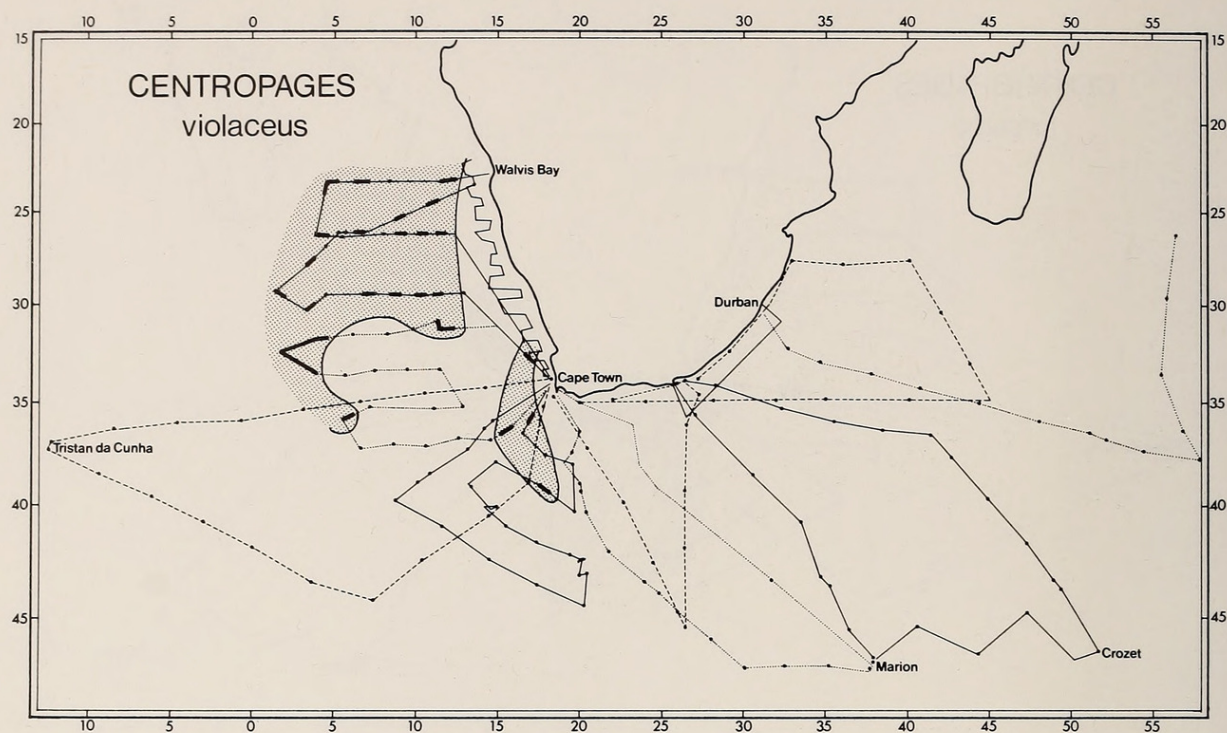 10 5 0 5 10 15 20 25 30 35 40 45 50 55
15 15
CENTROPAGES
violaceus
20 20
Walvis Bay
25 25
30 30
Durban
Cape Town
35 35
Tristan da Cunha
40 40
45 45
Crozet
Marion
10 5 0 5 10 15 20 25 30 35 40 45 50 55